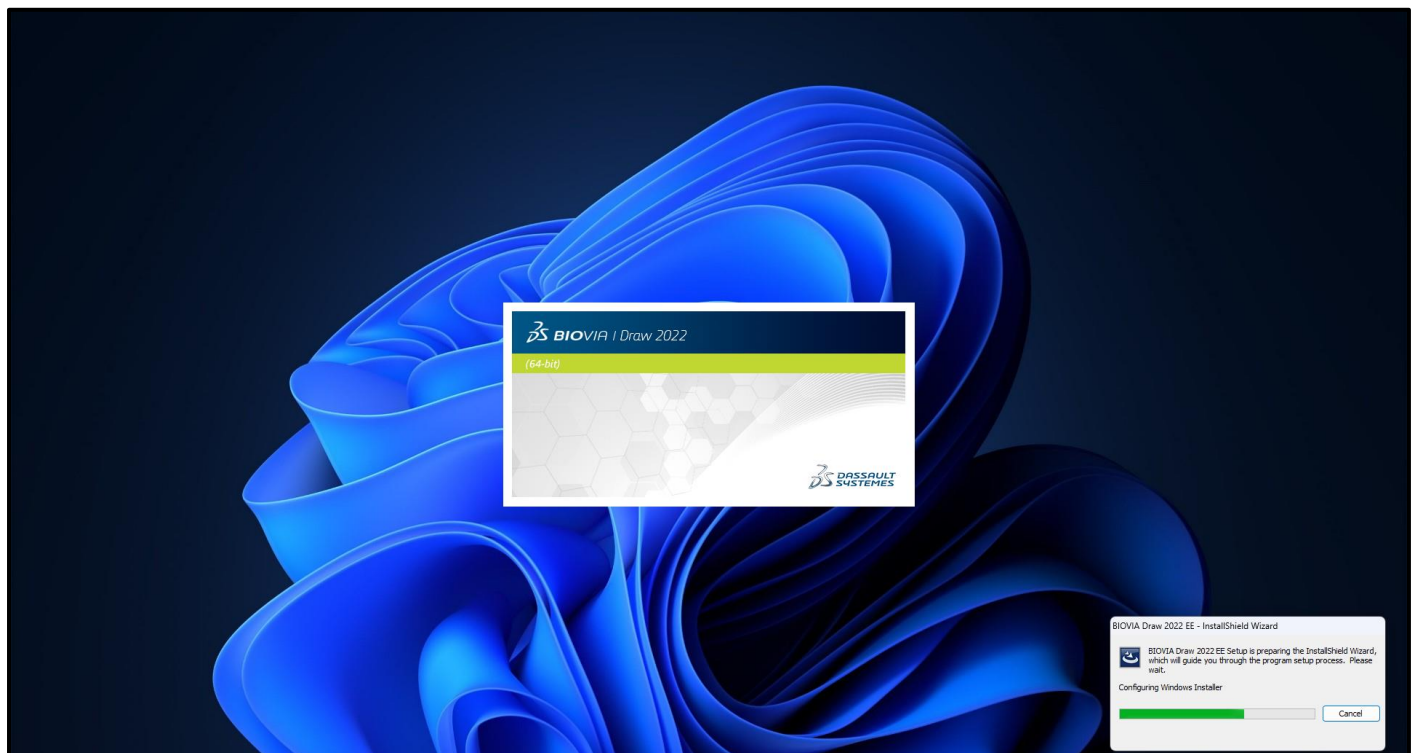 BIOVIA | Draw 2022
(64-bit)
DASSAULT
SYSTEMES
BIOVIA Draw 2022 EE - InstallShield Wizard
BIOVIA Draw 2022 EE Setup is preparing the InstallShield Wizard,
which will guide you through the program setup process. Please
wait.
Configuring Windows Installer
Cancel